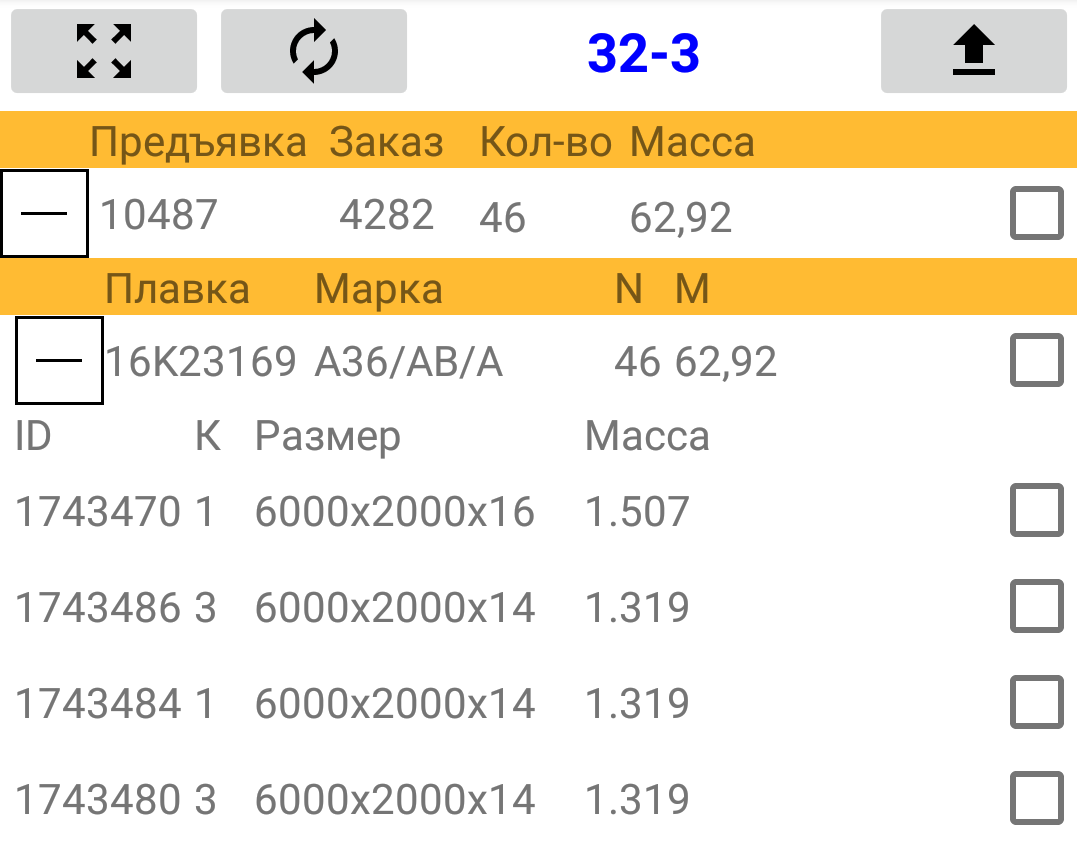 32-3
Предъявка Заказ Кол-во Масса
10487 4282 46 62,92
Плавка Марка N М
16K23169 A36/AB/A 46 62,92
ID К Размер Масса
1743470 1 6000x2000x16 1.507
1743486 3 6000x2000x14 1.319
1743484 1 6000x2000x14 1.319
1743480 3 6000x2000x14 1.319